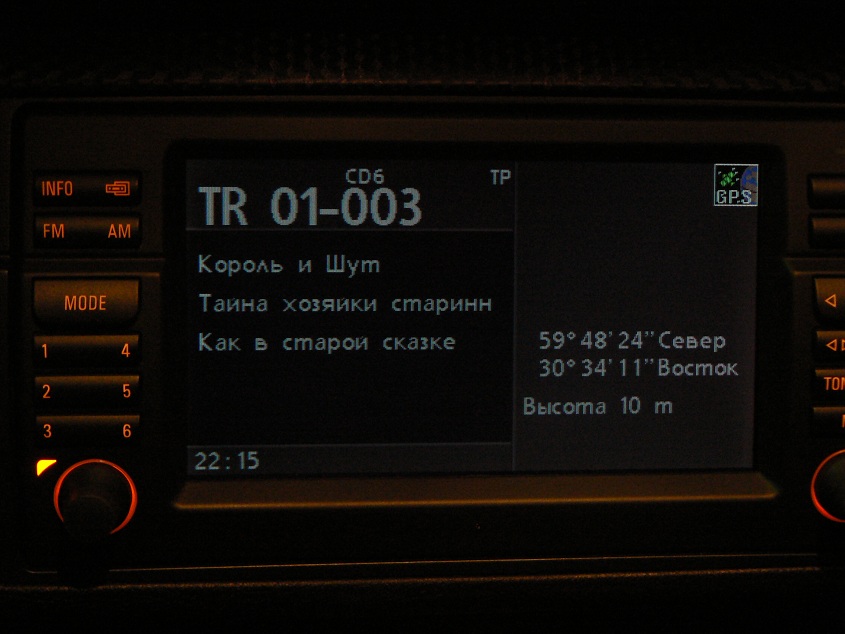 INFO
FM AM
MODE
1 4
2 5
3 6
CD6 TP
TR 01-003
GPS
Король и Шут
Таина хозяики старинн
Как в старои сказке
59°48'24"Север
30°34'11"Восток
Высота 10 m
22:15